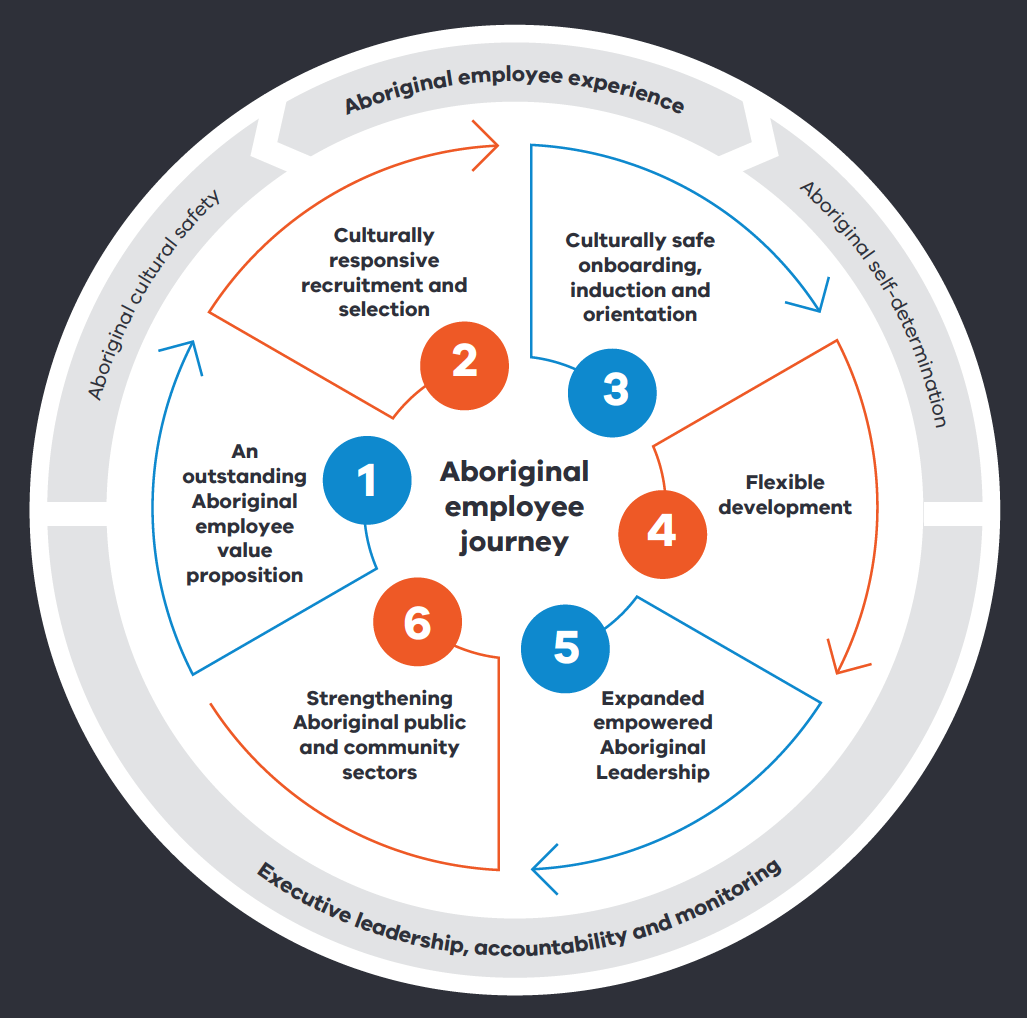 Aboriginal employee experience
Aboriginal cultural safety
Aboriginal self-determination
Culturally
responsive
recruitment and
selection
2
Culturally safe
onboarding,
induction and
orientation
3
An
outstanding
Aboriginal
employee
value
proposition
1
Aboriginal
employee
journey
Flexible
development
4
6
Strengthening
Aboriginal public
and community
sectors
5
Expanded
empowered
Aboriginal
Leadership
Executive leadership, accountability and monitoring